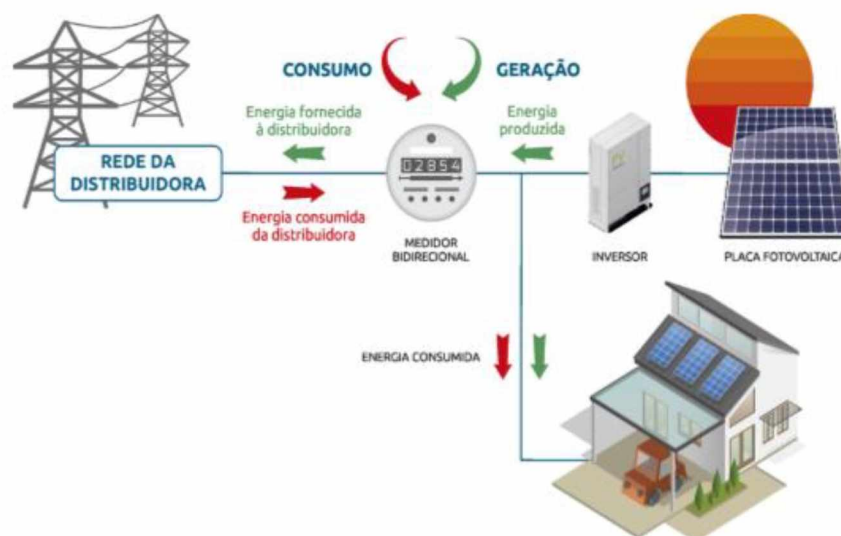 CONSUMO
GERAÇÃO
Energia fornecida
à distribuidora
Energia
produzida
REDE DA
DISTRIBUIDORA
02854
Energia consumida
da distribuidora
MEDIDOR
BIDIRECIONAL
INVERSOR
PLACA FOTOVOLTAICA
ENERGIA CONSUMIDA